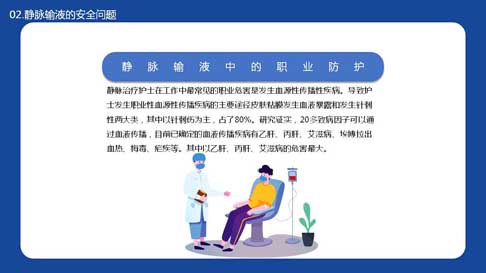 02.静脉输液的安全问题
静脉输液中的职业防护
静脉治疗护士在工作中最常见的职业危害是发生血源性传播性疾病。导致护
士发生职业性血源性传播疾病的主要途径皮肤粘膜发生血液暴露和发生针刺
性两大类，其中以针刺伤为主，占了80%。研究证实，20多致病因子可以通
过血液传播，目前已确定的血液传播疾病有乙肝、丙肝、艾滋病、埃博拉出
血热、梅毒、疟疾等。其中以乙肝、丙肝、艾滋病的危害最大。